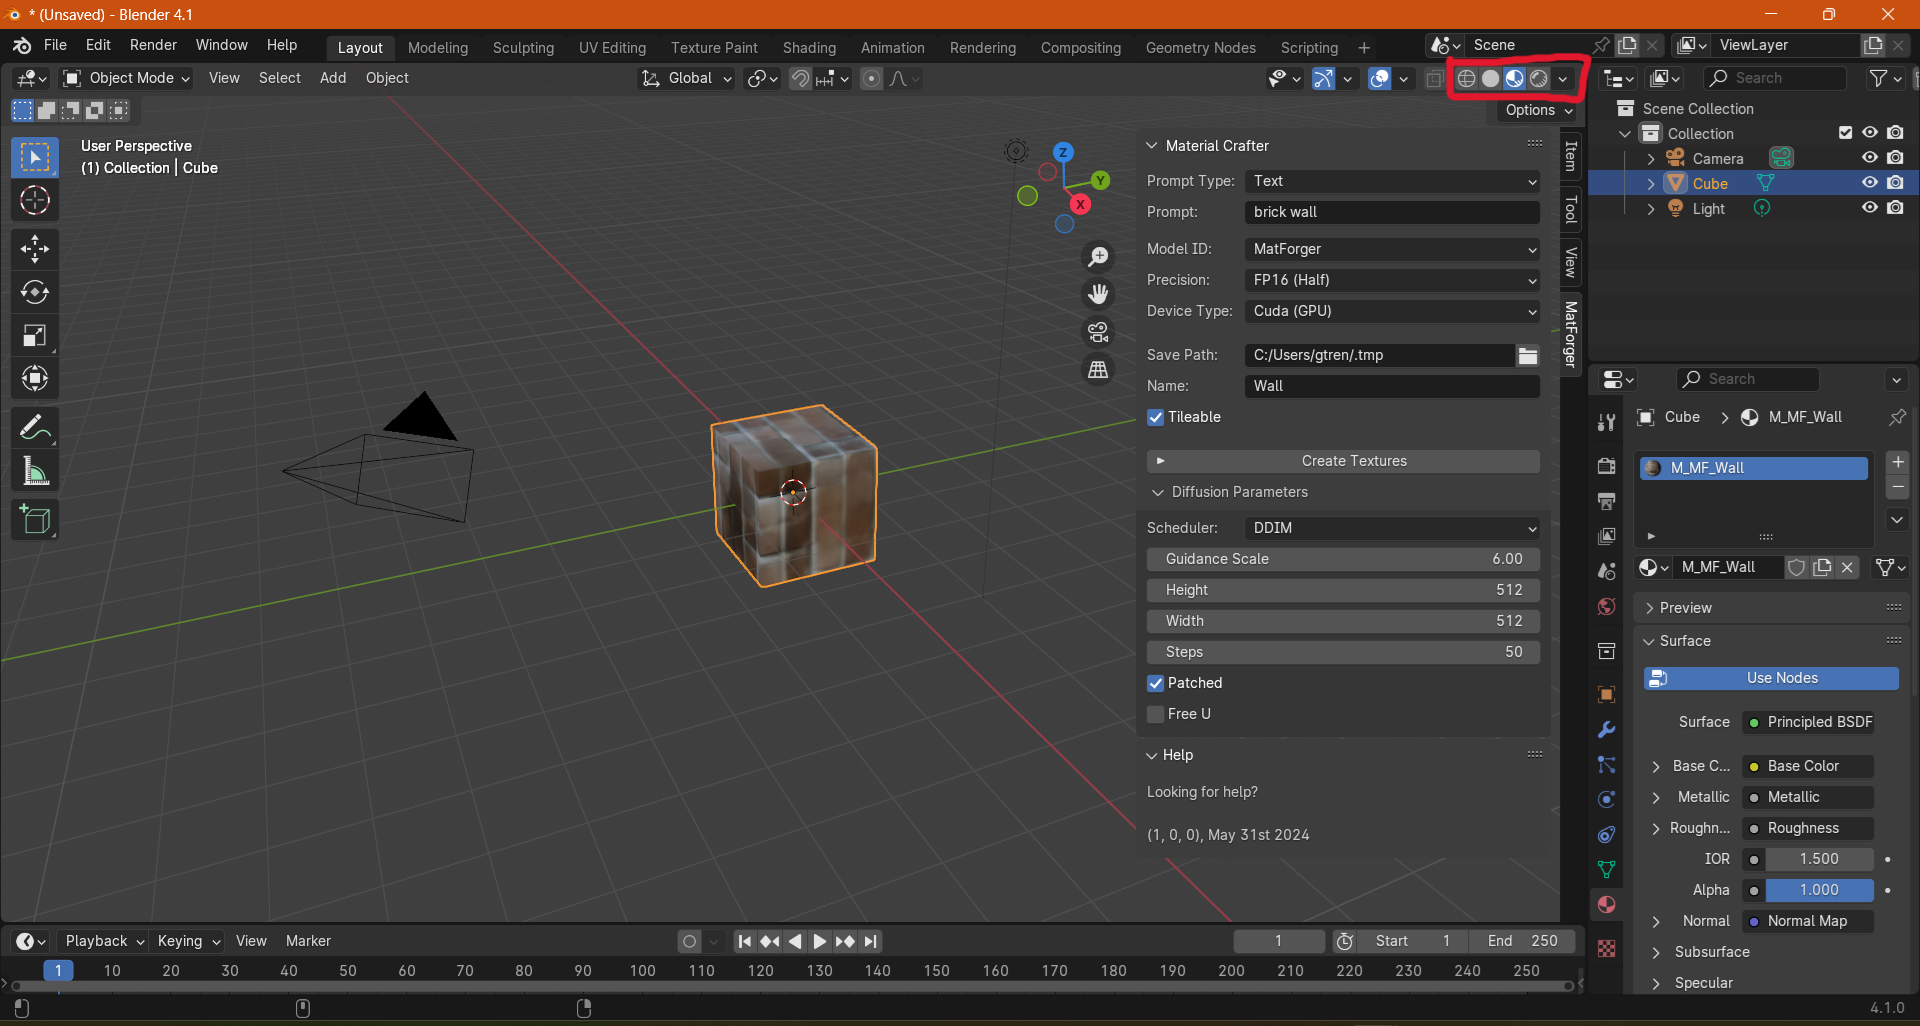 * (Unsaved) - Blender 4.1
File Edit Render Window Help Layout Modeling Sculpting UV Editing Texture Paint Shading Animation Rendering Compositing Geometry Nodes Scripting + Scene ViewLayer
Object Mode View Select Add Object Global Search
Options
User Perspective
(1) Collection | Cube
Z
Y
X
Material Crafter
Prompt Type: Text
Prompt: brick wall
Model ID: MatForger
Precision: FP16 (Half)
Device Type: Cuda (GPU)
Save Path: C:/Users/gtren/.tmp
Name: Wall
Tileable
Create Textures
Diffusion Parameters
Scheduler: DDIM
Guidance Scale 6.00
Height 512
Width 512
Steps 50
Patched
Free U
Help
Looking for help?
(1, 0, 0), May 31st 2024
Item
Tool
View
MatForger
Scene Collection
Collection
Camera
Cube
Light
Search
Cube M_MF_Wall
M_MF_Wall
M_MF_Wall
Preview
Surface
Use Nodes
Surface Principled BSDF
Base C... Base Color
Metallic Metallic
Roughn... Roughness
IOR 1.500
Alpha 1.000
Normal Normal Map
Subsurface
Specular
Playback Keying View Marker 1 Start 1 End 250
1 10 20 30 40 50 60 70 80 90 100 110 120 130 140 150 160 170 180 190 200 210 220 230 240 250
4.1.0